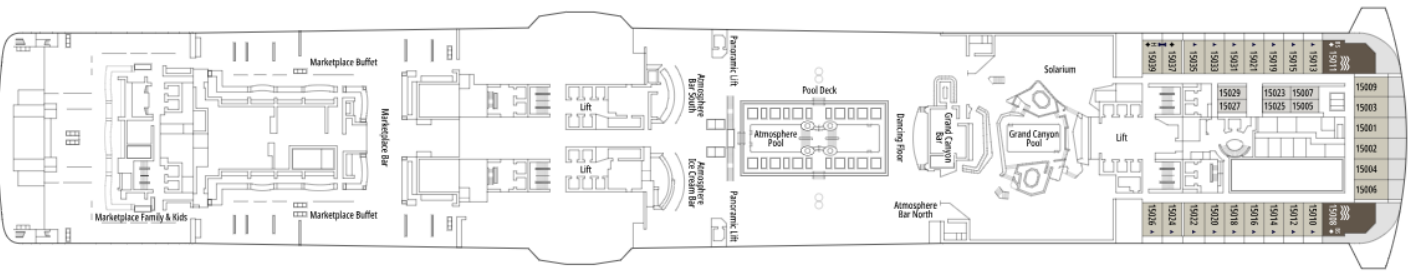 Marketplace Buffet
Marketplace Bar
Marketplace Buffet
Marketplace Family & Kids
Lift
Lift
Atmosphere
Bar South
Atmosphere
Ice Cream Bar
Panoramic Lift
Panoramic Lift
Pool Deck
Atmosphere
Pool
Dancing Floor
Grand Canyon
Bar
Atmosphere
Bar North
Solarium
Grand Canyon
Pool
Lift
15039
15037
15035
15033
15031
15021
15019
15015
15013
15011
15029
15027
15023
15007
15025
15005
15009
15003
15001
15002
15004
15006
15026
15024
15022
15020
15018
15016
15014
15012
15010
15008